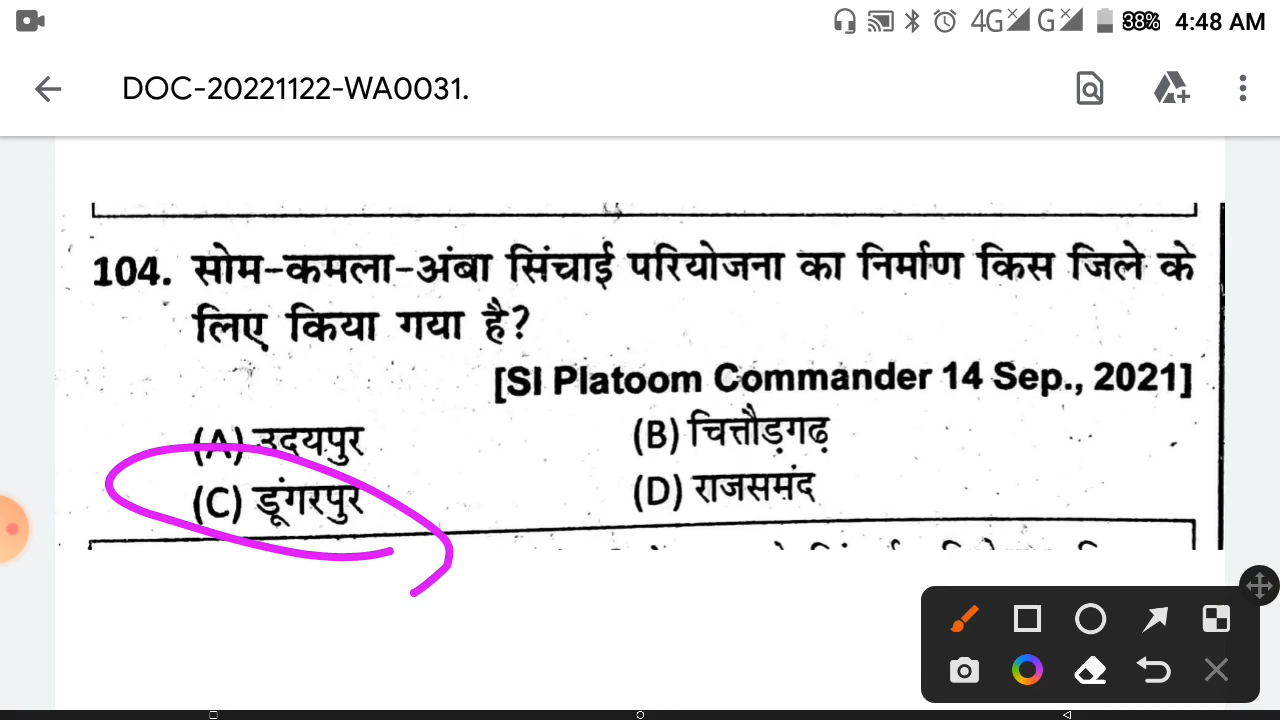 4G G 38% 4:48 AM
DOC-20221122-WA0031.
104. सोम-कमला-अंबा सिंचाई परियोजना का निर्माण किस जिले के
लिए किया गया है?
[SI Platoom Commander 14 Sep., 2021]
(A) उदयपुर (B) चित्तौड़गढ़
(C) डूंगरपुर (D) राजसमंद